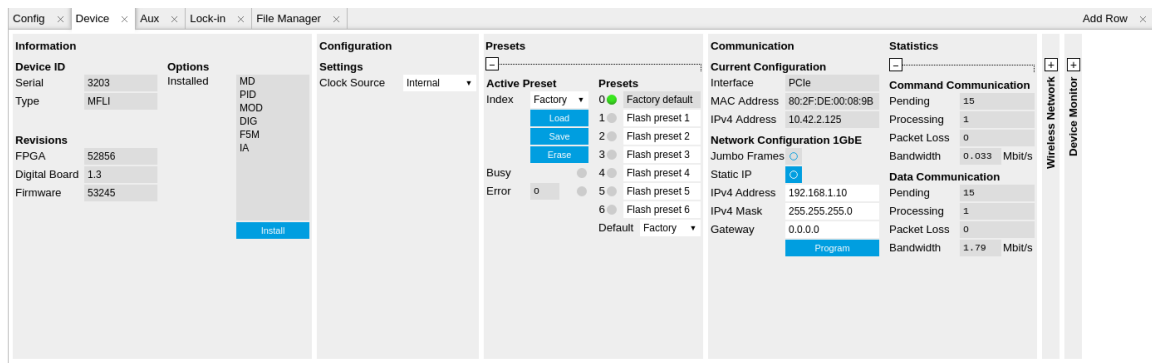 Config × Device × Aux × Lock-in × File Manager × Add Row ×
Information
Device ID
Serial 3203
Type MFLI
Revisions
FPGA 52856
Digital Board 1.3
Firmware 53245
Options
Installed MD
PID
MOD
DIG
F5M
IA
Install
Configuration
Settings
Clock Source Internal
Presets
Active Preset
Index Factory
Load
Save
Erase
Busy
Error 0
Presets
0 Factory default
1 Flash preset 1
2 Flash preset 2
3 Flash preset 3
4 Flash preset 4
5 Flash preset 5
6 Flash preset 6
Default Factory
Communication
Current Configuration
Interface PCIe
MAC Address 80:2F:DE:00:08:9B
IPv4 Address 10.42.2.125
Network Configuration 1GbE
Jumbo Frames
Static IP
IPv4 Address 192.168.1.10
IPv4 Mask 255.255.255.0
Gateway 0.0.0.0
Program
Statistics
Command Communication
Pending 15
Processing 1
Packet Loss 0
Bandwidth 0.033 Mbit/s
Data Communication
Pending 15
Processing 1
Packet Loss 0
Bandwidth 1.79 Mbit/s
Wireless Network
Device Monitor